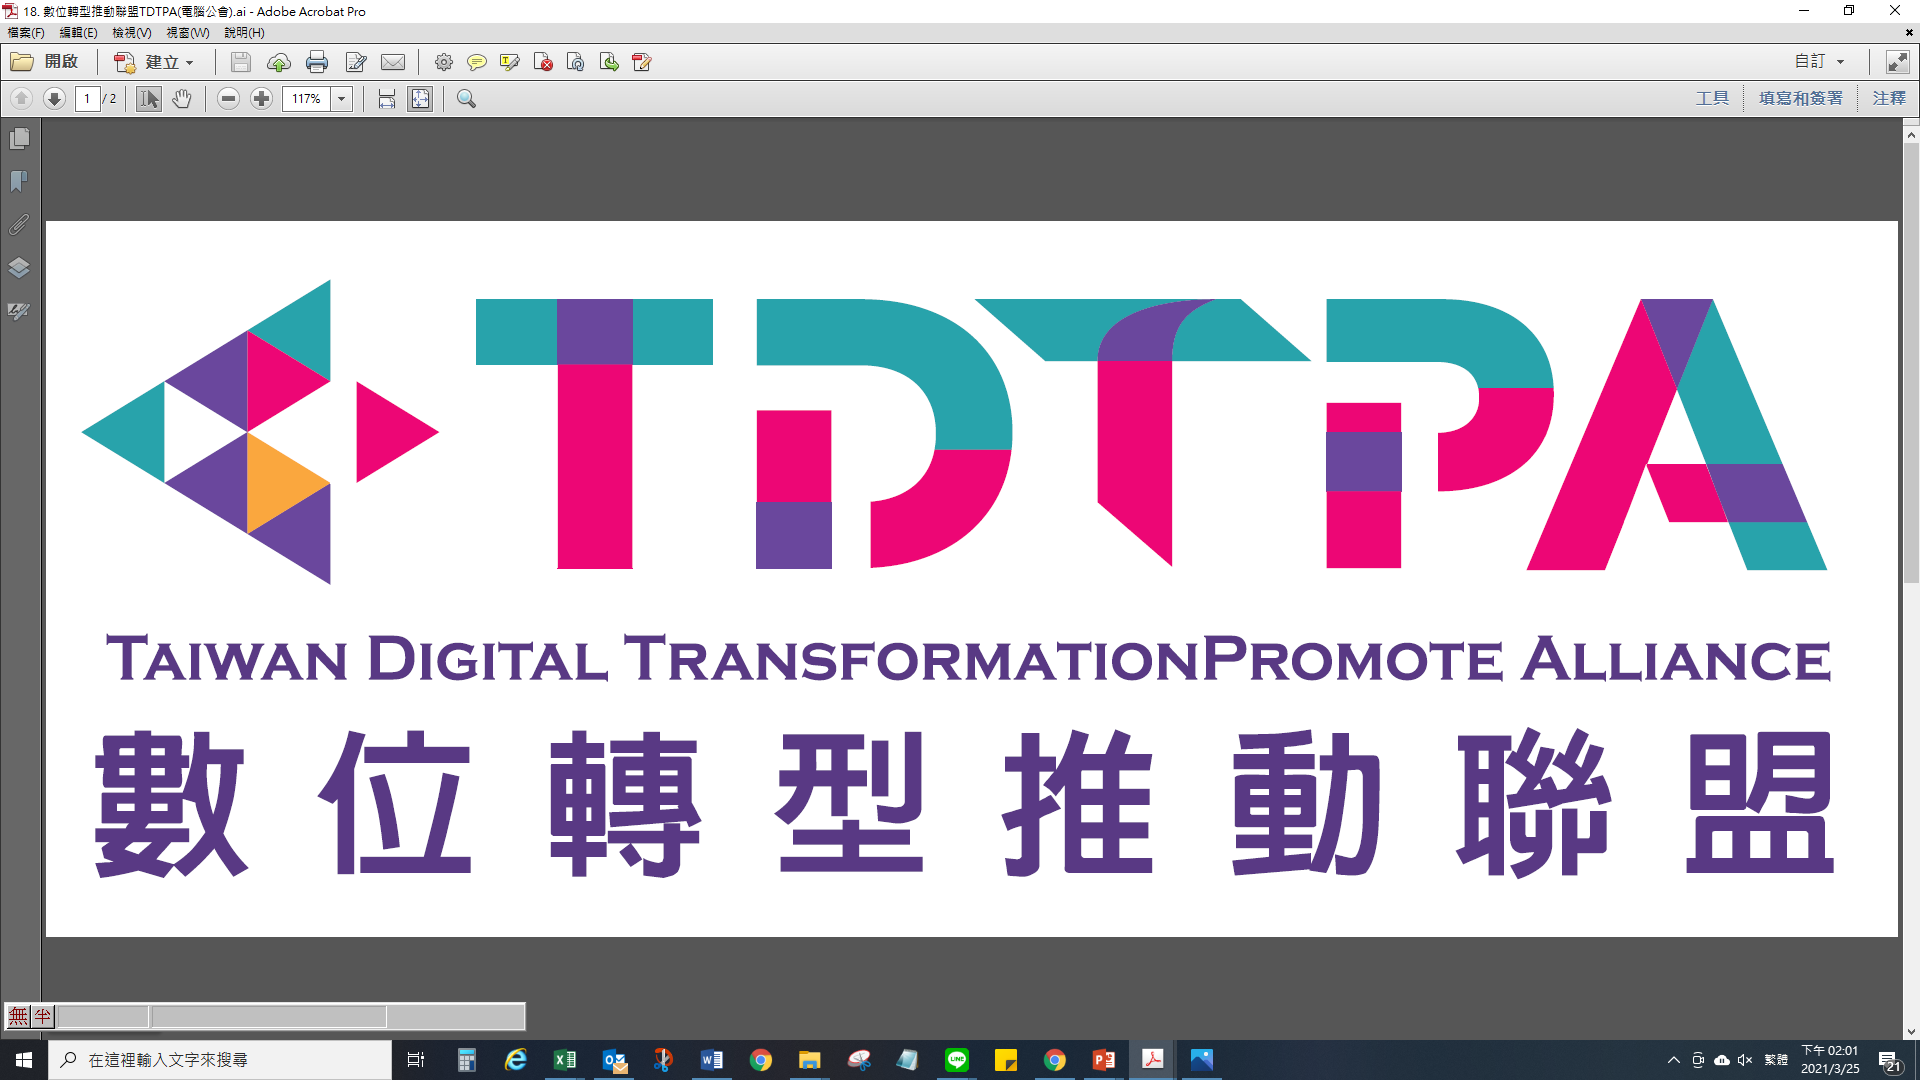 18. 數位轉型推動聯盟TDTPA(電腦公會).ai - Adobe Acrobat Pro
檔案(F) 編輯(E) 檢視(V) 視窗(W) 說明(H)
開啟 建立 自訂
1 / 2 117% 工具 填寫和簽署 注釋
TDTPA
TAIWAN DIGITAL TRANSFORMATIONPROMOTE ALLIANCE
數位轉型推動聯盟
無 半
在這裡輸入文字來搜尋
繁體
下午 02:01
2021/3/25
21